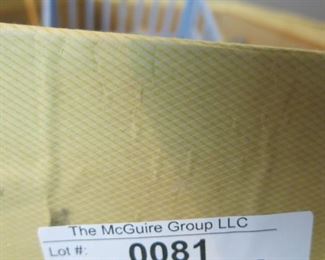 The McGuire Group LLC
Lot #: 0081